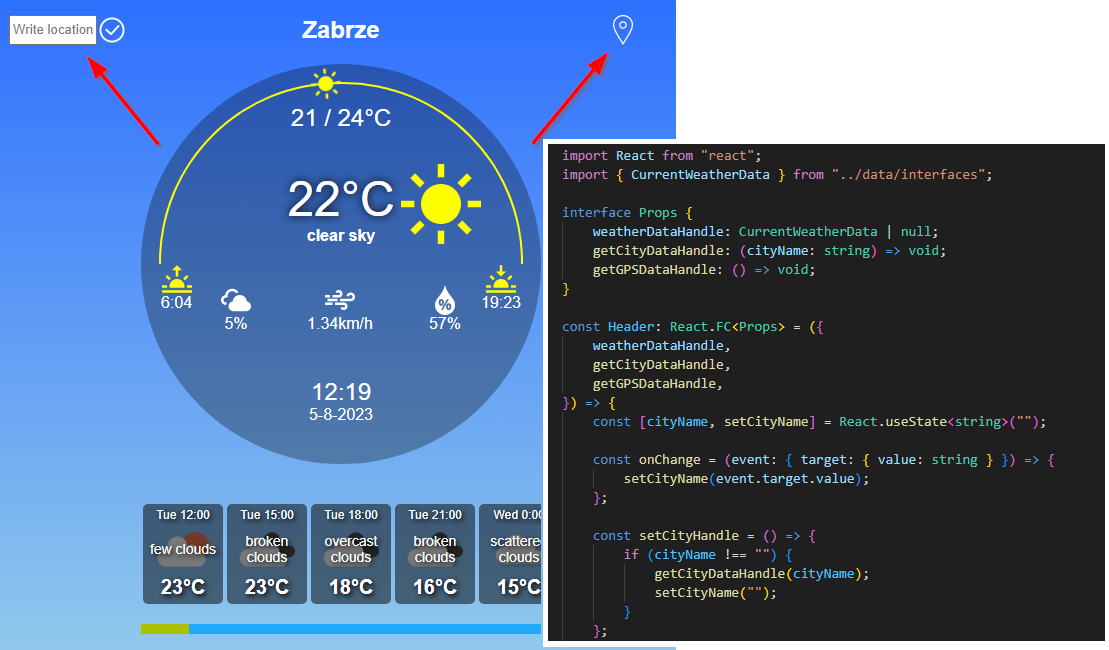 Write location
Zabrze
21 / 24°C
22°C
clear sky
6:04
19:23
5%
1.34km/h
%
57%
12:19
5-8-2023
Tue 12:00
few clouds
23°C
Tue 15:00
broken
clouds
23°C
Tue 18:00
overcast
clouds
18°C
Tue 21:00
broken
clouds
16°C
Wed 0:00
scattere
clouds
15°C
import React from "react";
import { CurrentWeatherData } from "../data/interfaces";
interface Props {
    weatherDataHandle: CurrentWeatherData | null;
    getCityDataHandle: (cityName: string) => void;
    getGPSDataHandle: () => void;
}
const Header: React.FC<Props> = ({
    weatherDataHandle,
    getCityDataHandle,
    getGPSDataHandle,
}) => {
    const [cityName, setCityName] = React.useState<string>("");
    const onChange = (event: { target: { value: string } }) => {
        setCityName(event.target.value);
    };
    const setCityHandle = () => {
        if (cityName !== "") {
            getCityDataHandle(cityName);
            setCityName("");
        }
    };